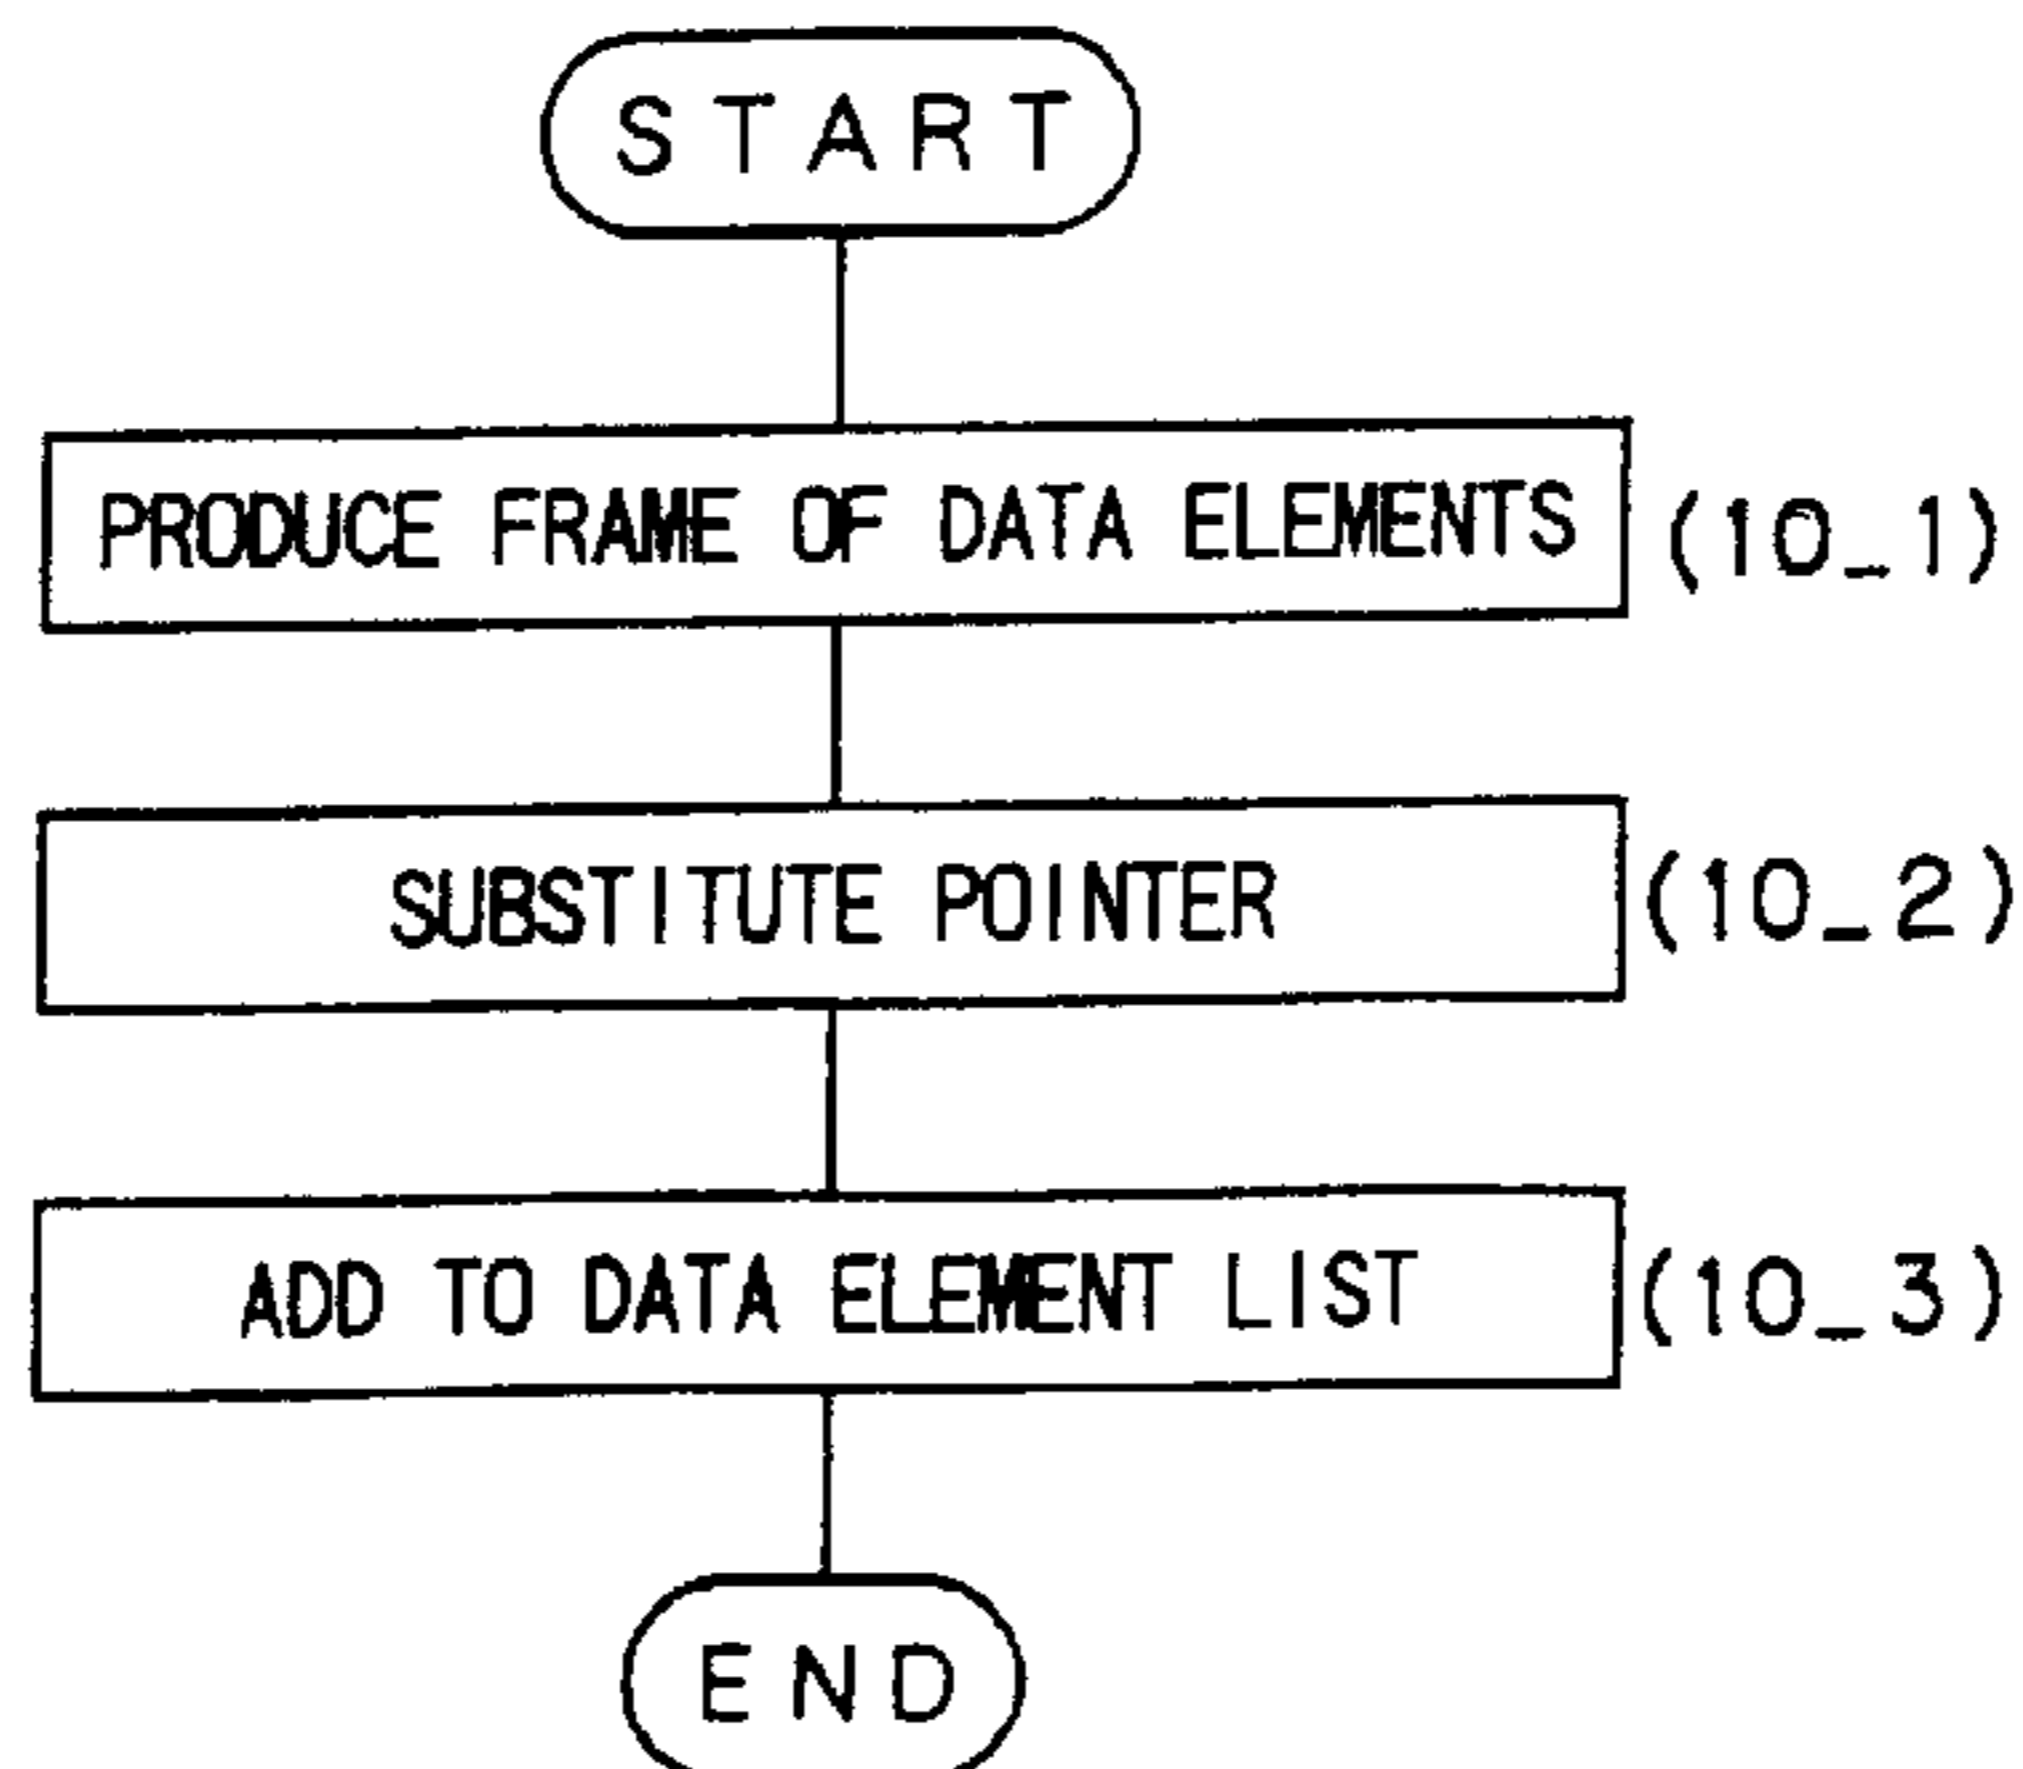 START
PRODUCE FRAME OF DATA ELEMENTS (10_1)
SUBSTITUTE POINTER (10_2)
ADD TO DATA ELEMENT LIST (10_3)
END